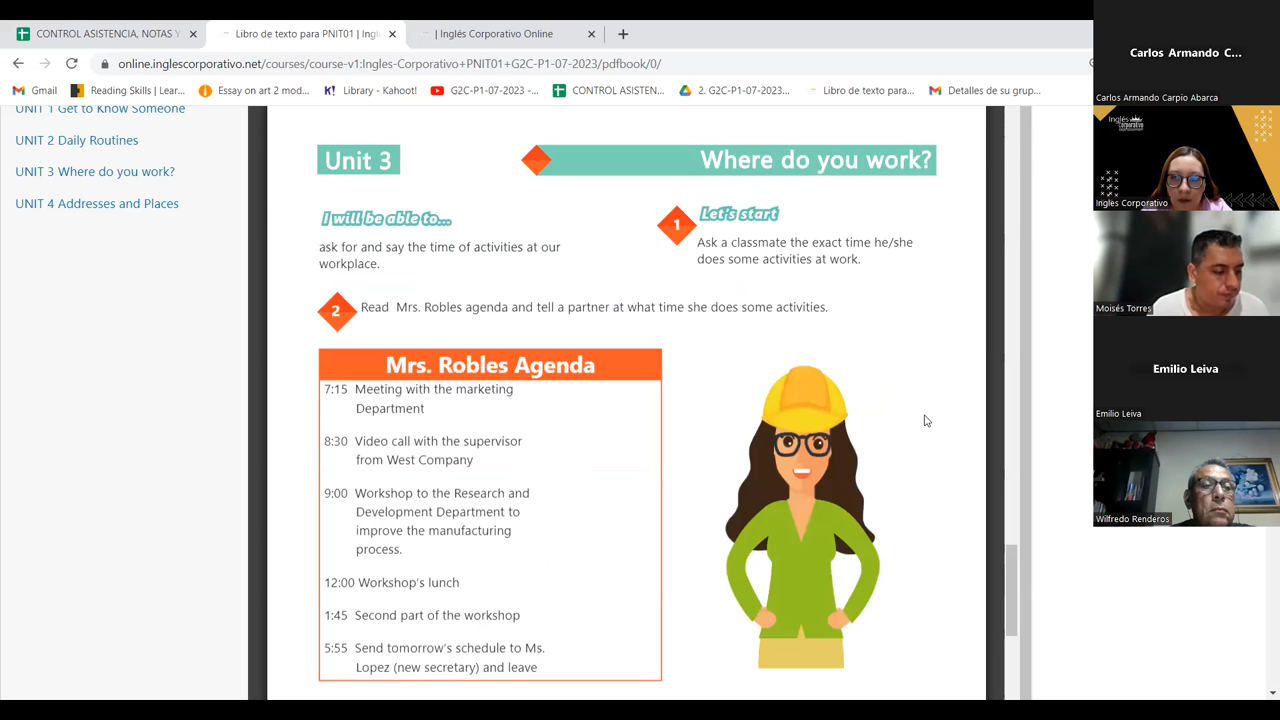 CONTROL ASISTENCIA, NOTAS Y
Libro de texto para PNIT01 | Ingl
| Inglés Corporativo Online
online.inglescorporativo.net/courses/course-v1:Ingles-Corporativo+PNIT01+G2C-P1-07-2023/pdfbook/0/
Gmail
Reading Skills | Lear...
Essay on art 2 mod...
Library - Kahoot!
G2C-P1-07-2023 -...
CONTROL ASISTEN...
2. G2C-P1-07-2023...
Libro de texto para...
Detalles de su grup...
UNIT 1 Get to Know Someone
UNIT 2 Daily Routines
UNIT 3 Where do you work?
UNIT 4 Addresses and Places
Unit 3
Where do you work?
I will be able to...
ask for and say the time of activities at our
workplace.
1
Let's start
Ask a classmate the exact time he/she
does some activities at work.
2
Read Mrs. Robles agenda and tell a partner at what time she does some activities.
Mrs. Robles Agenda
7:15 Meeting with the marketing
Department
8:30 Video call with the supervisor
from West Company
9:00 Workshop to the Research and
Development Department to
improve the manufacturing
process.
12:00 Workshop's lunch
1:45 Second part of the workshop
5:55 Send tomorrow's schedule to Ms.
Lopez (new secretary) and leave
Carlos Armando C...
Carlos Armando Carpio Abarca
Inglés
Corporativo
Ingles Corporativo
Moisés Torres
Emilio Leiva
Emilio Leiva
Wilfredo Renderos